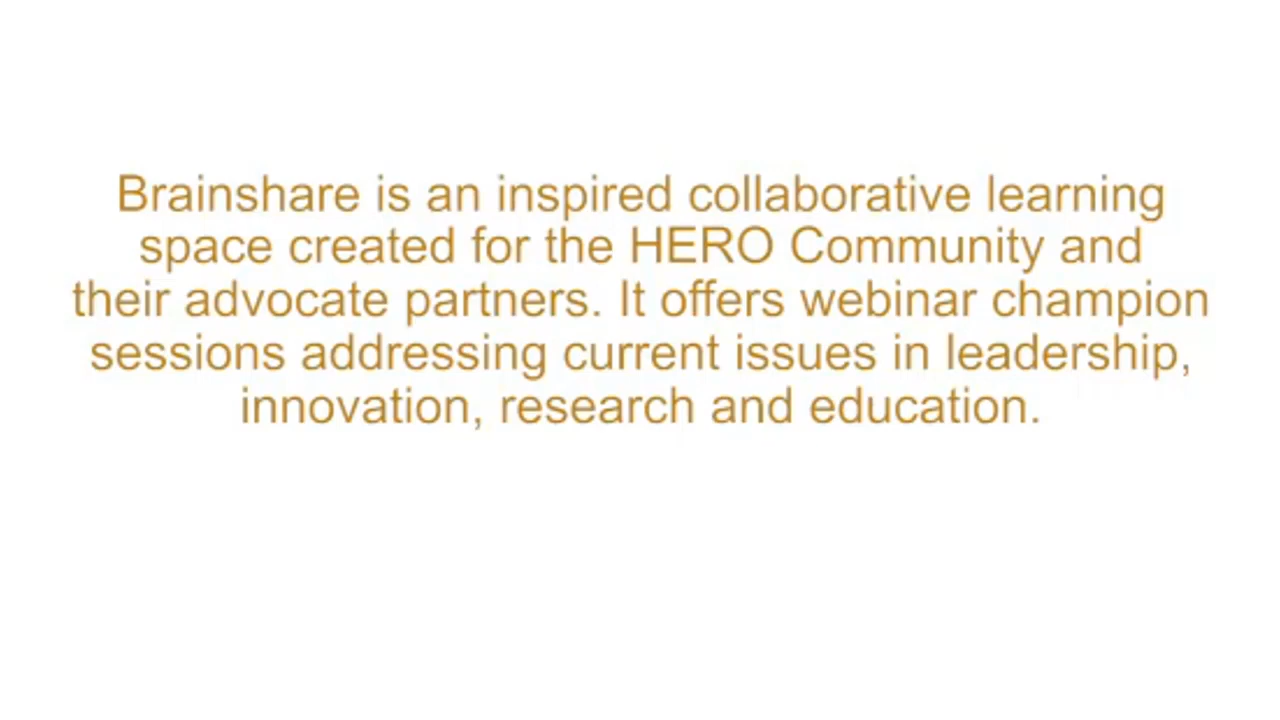 Brainshare is an inspired collaborative learning
space created for the HERO Community and
their advocate partners. It offers webinar champion
sessions addressing current issues in leadership,
innovation, research and education.